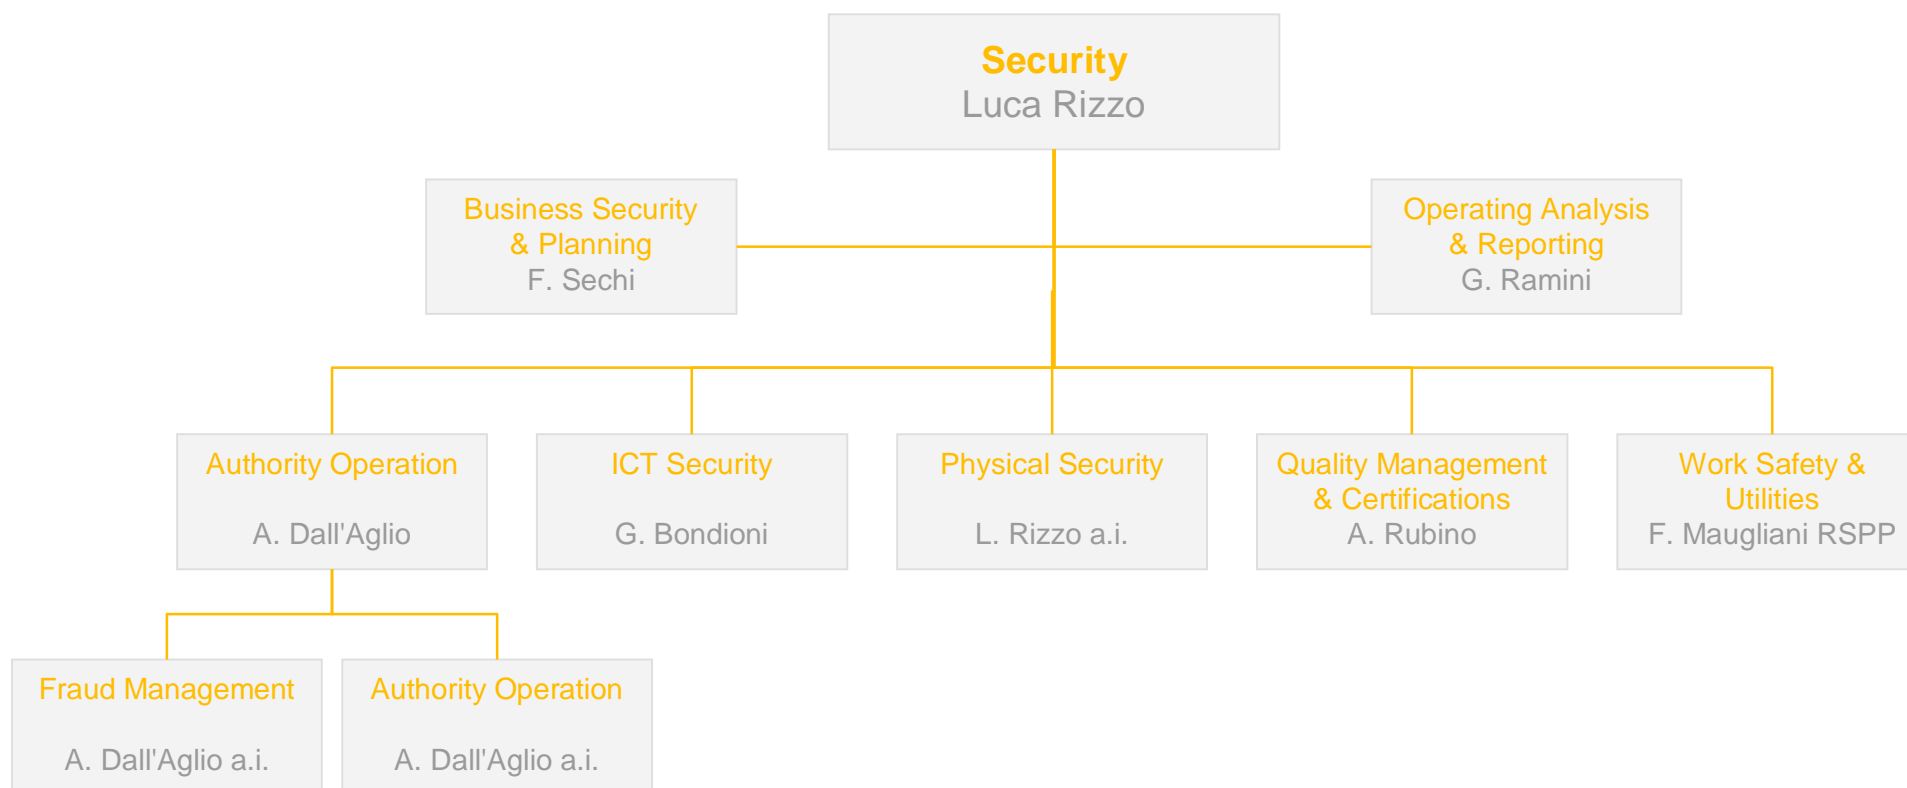 Security
Luca Rizzo
Business Security
& Planning
F. Sechi
Operating Analysis
& Reporting
G. Ramini
Authority Operation
A. Dall'Aglio
ICT Security
G. Bondioni
Physical Security
L. Rizzo a.i.
Quality Management
& Certifications
A. Rubino
Work Safety &
Utilities
F. Maugliani RSPP
Fraud Management
A. Dall'Aglio a.i.
Authority Operation
A. Dall'Aglio a.i.